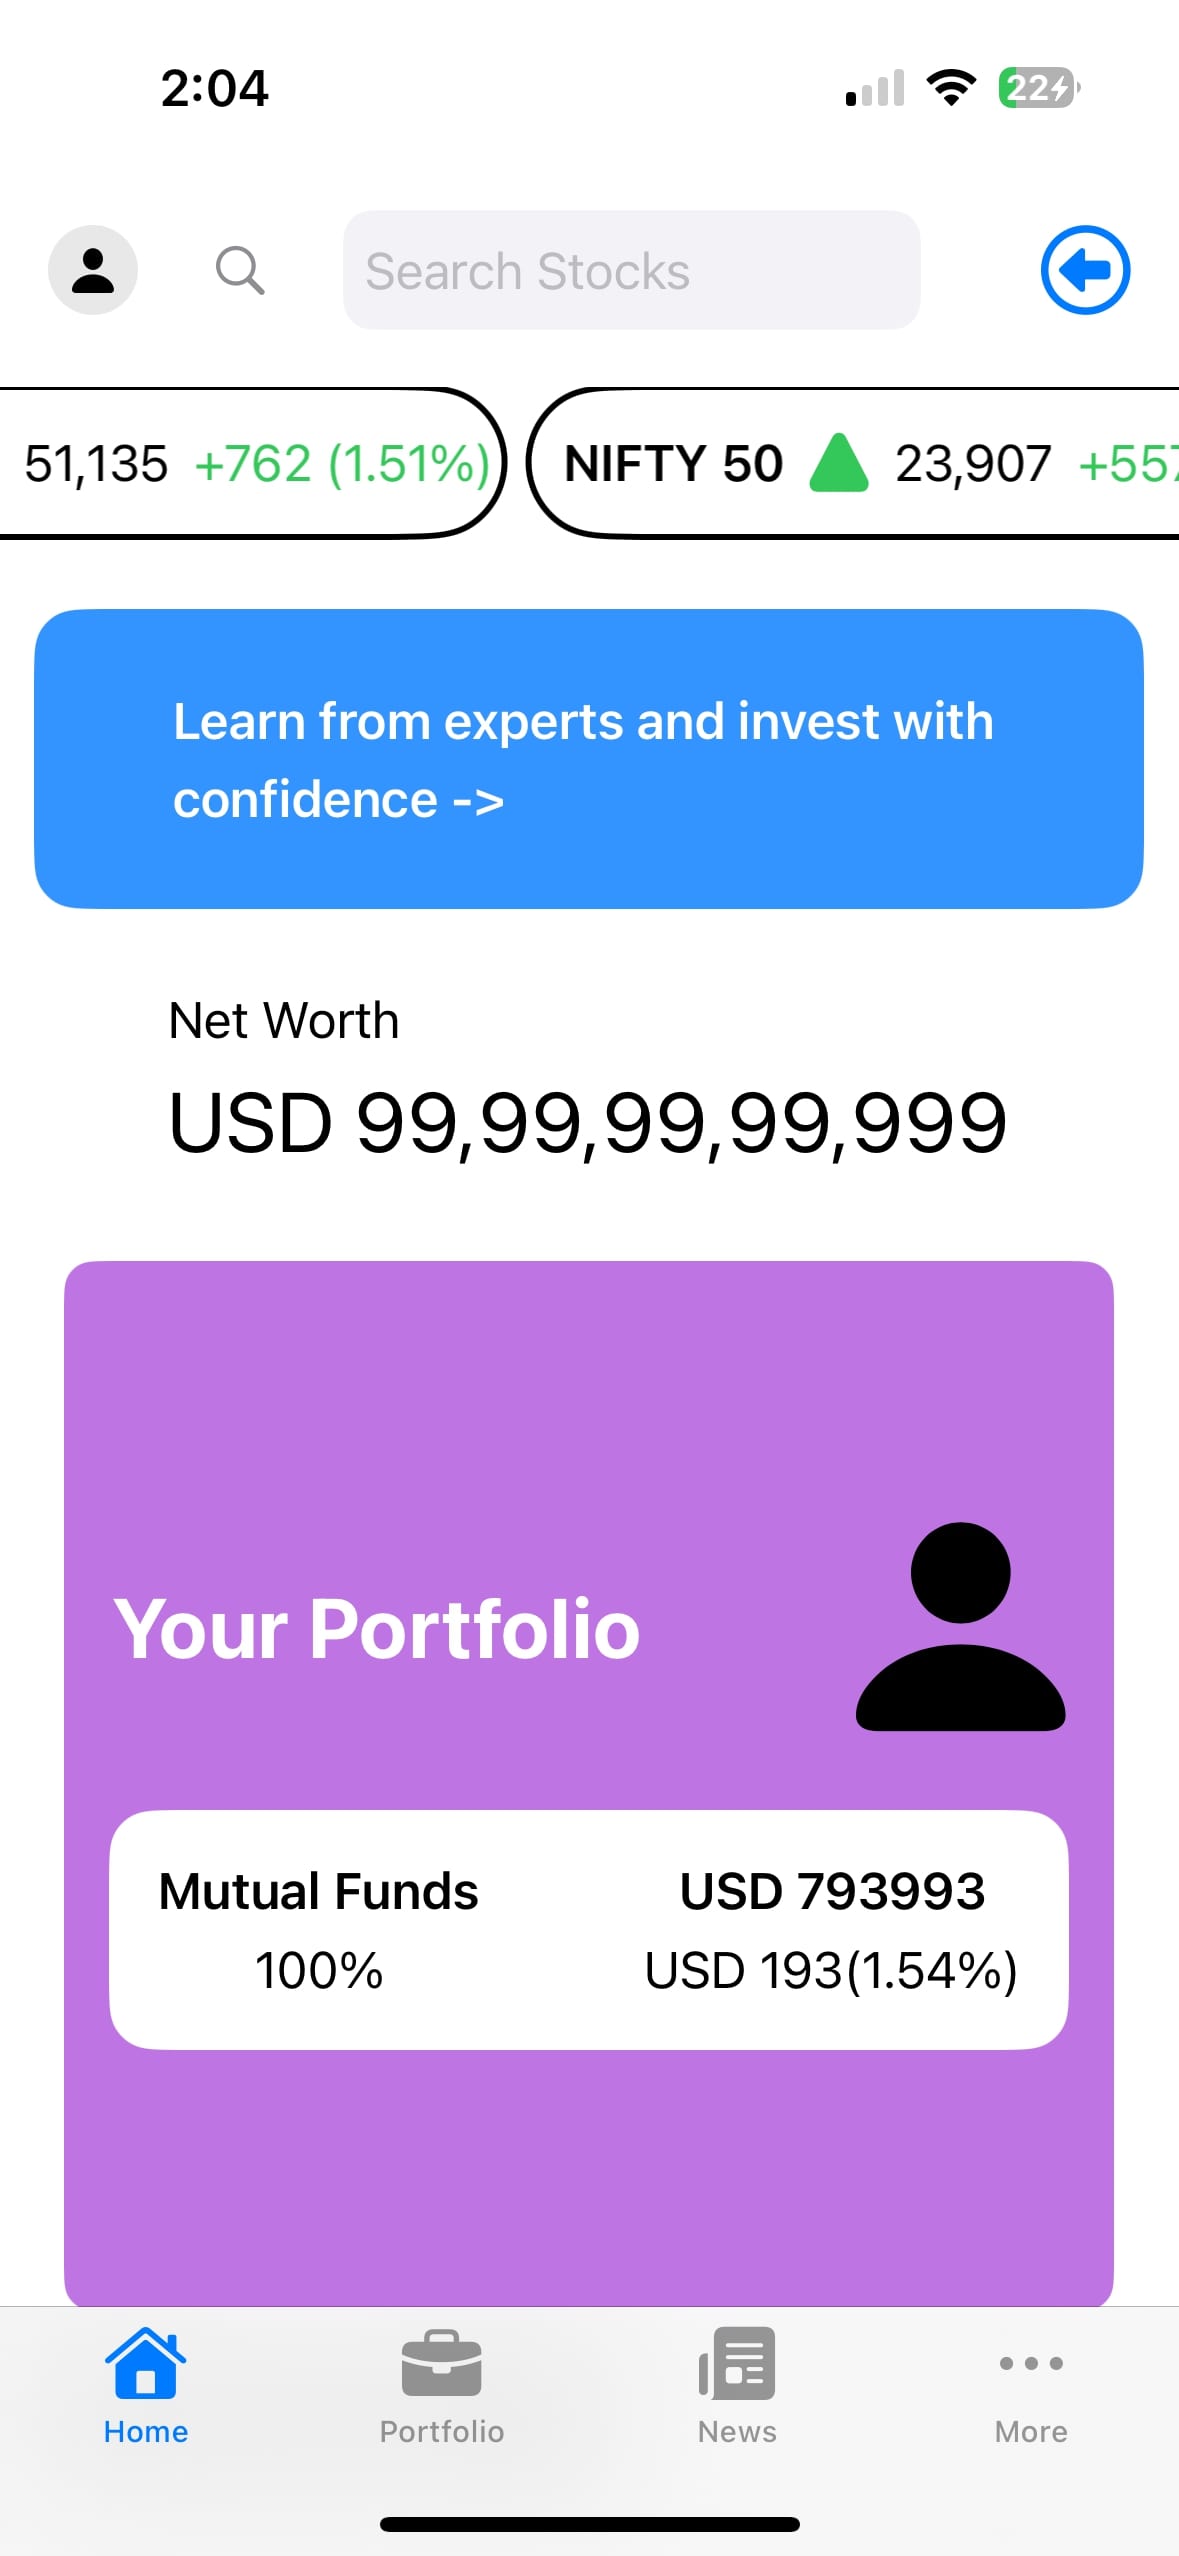 2:04
22
Search Stocks
51,135 +762 (1.51%) NIFTY 50 23,907 +557
Learn from experts and invest with
confidence ->
Net Worth
USD 99,99,99,99,999
Your Portfolio
Mutual Funds USD 793993
100% USD 193(1.54%)
Home Portfolio News More